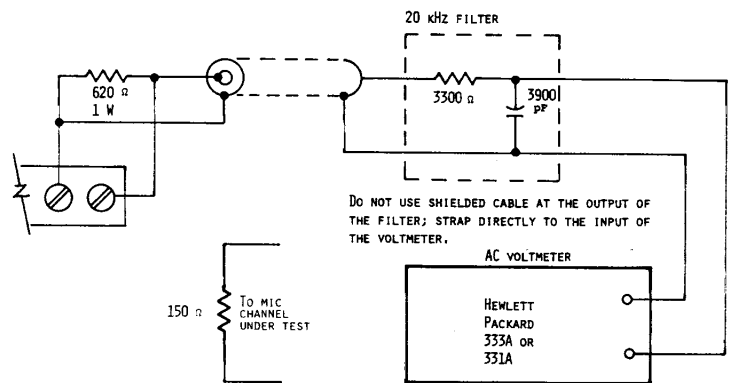 20 kHz FILTER
620 Ω
1 W
3300 Ω
3900
pF
DO NOT USE SHIELDED CABLE AT THE OUTPUT OF
THE FILTER; STRAP DIRECTLY TO THE INPUT OF
THE VOLTMETER.
AC VOLTMETER
150 Ω
TO MIC
CHANNEL
UNDER TEST
HEWLETT
PACKARD
333A OR
331A